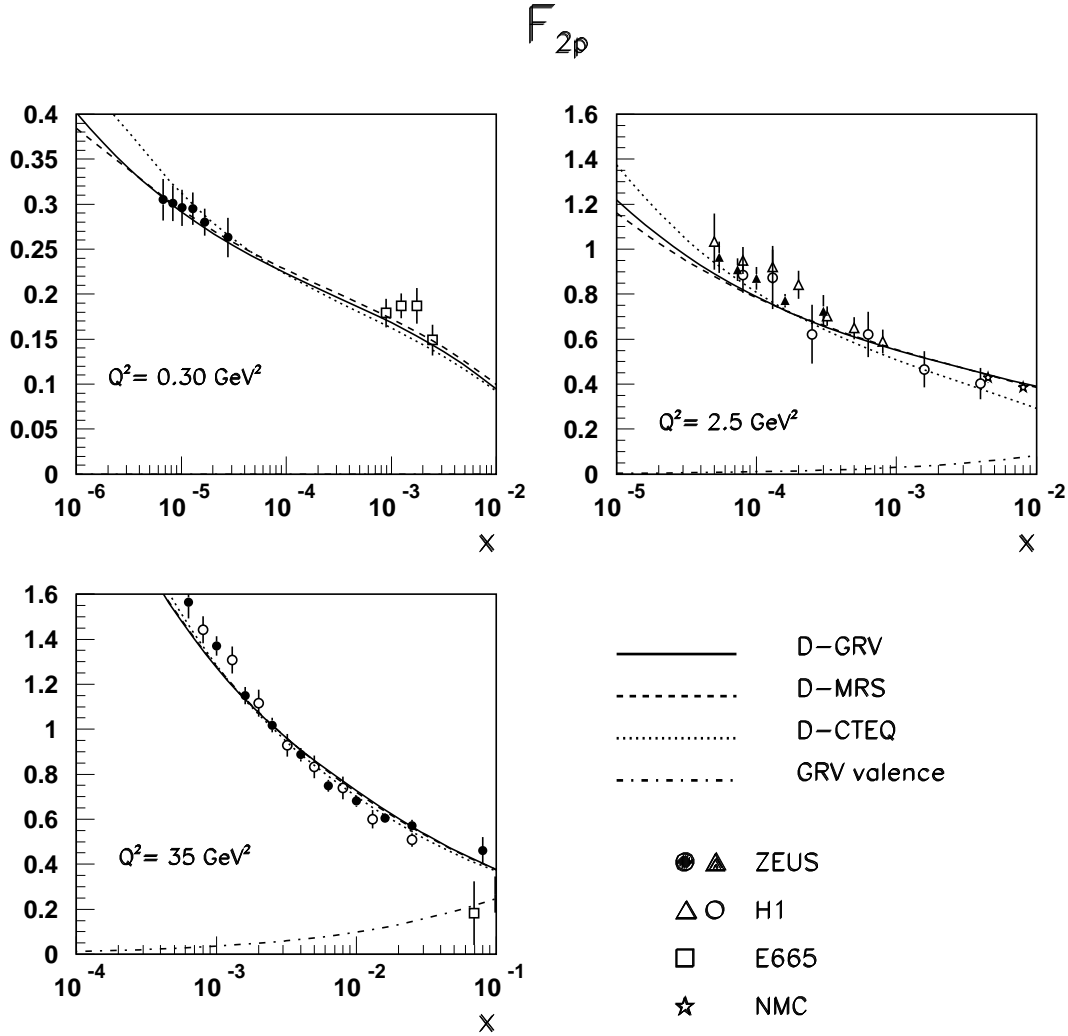 F2p
0.4
0.35
0.3
0.25
0.2
0.15
0.1
0.05
0
Q²= 0.30 GeV²
10⁻⁶ 10⁻⁵ 10⁻⁴ 10⁻³ 10⁻²
x
1.6
1.4
1.2
1
0.8
0.6
0.4
0.2
0
Q²= 2.5 GeV²
10⁻⁵ 10⁻⁴ 10⁻³ 10⁻²
x
1.6
1.4
1.2
1
0.8
0.6
0.4
0.2
0
Q²= 35 GeV²
10⁻⁴ 10⁻³ 10⁻² 10⁻¹
x
D-GRV
D-MRS
D-CTEQ
GRV valence
ZEUS
H1
E665
NMC